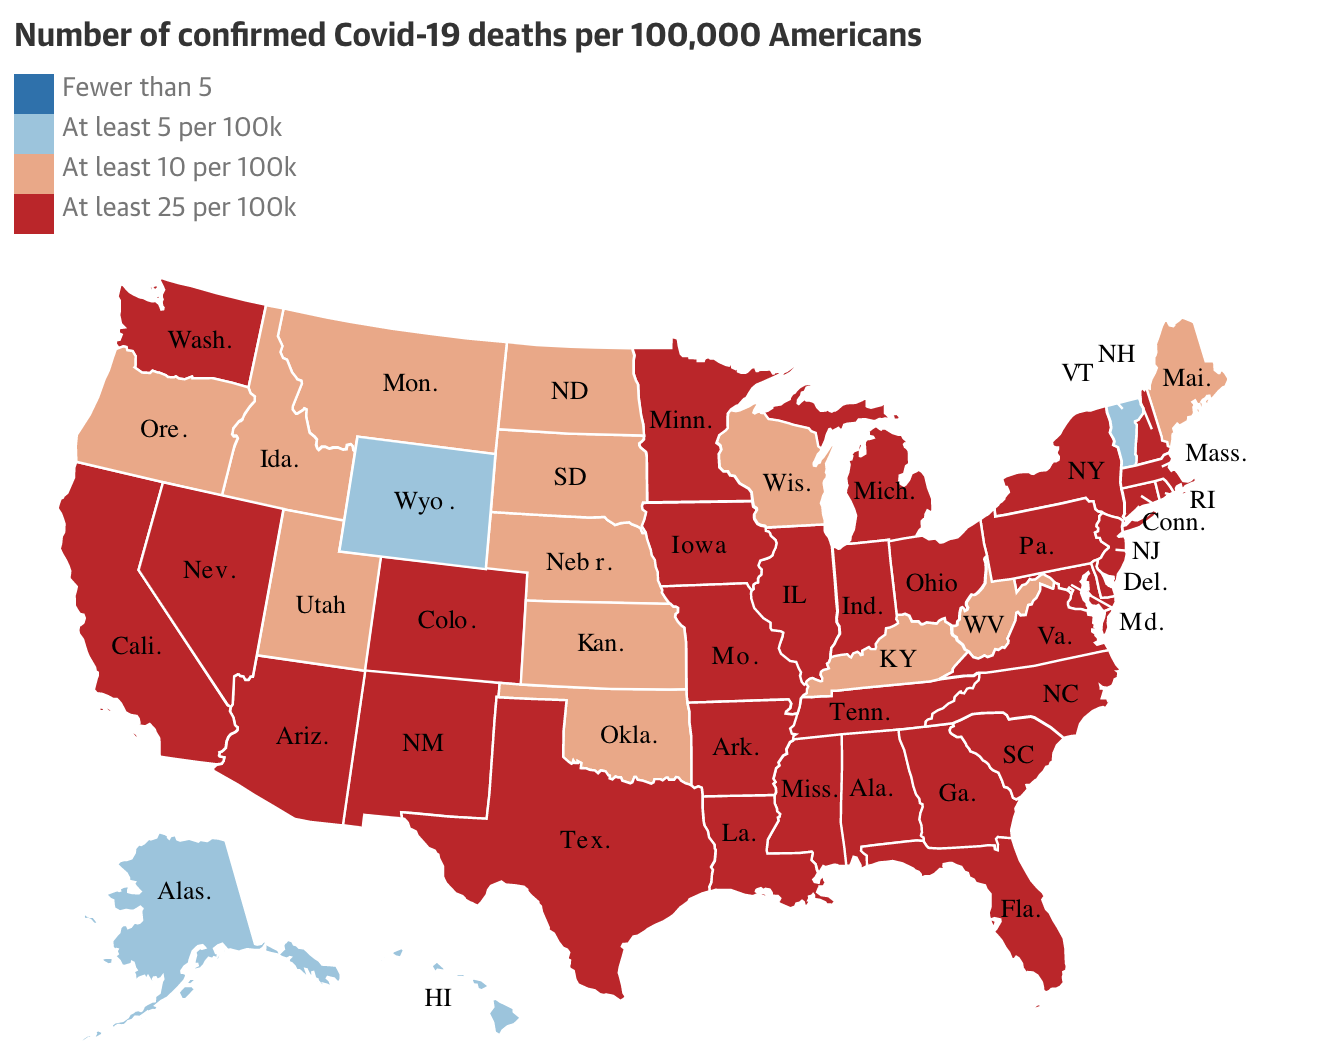 Number of confirmed Covid-19 deaths per 100,000 Americans
Fewer than 5
At least 5 per 100k
At least 10 per 100k
At least 25 per 100k
Wash.
Ore.
Ida.
Mon.
ND
SD
Wyo .
Minn.
Wis.
Mich.
VT
NH
Mai.
NY
Mass.
RI
Conn.
NJ
Del.
Md.
Pa.
Nev.
Utah
Colo.
Neb r.
Iowa
IL
Ind.
Ohio
WV
Va.
Cali.
Kan.
Mo.
KY
Ariz.
NM
Okla.
Ark.
Tenn.
NC
SC
Tex.
La.
Miss.
Ala.
Ga.
Fla.
Alas.
HI